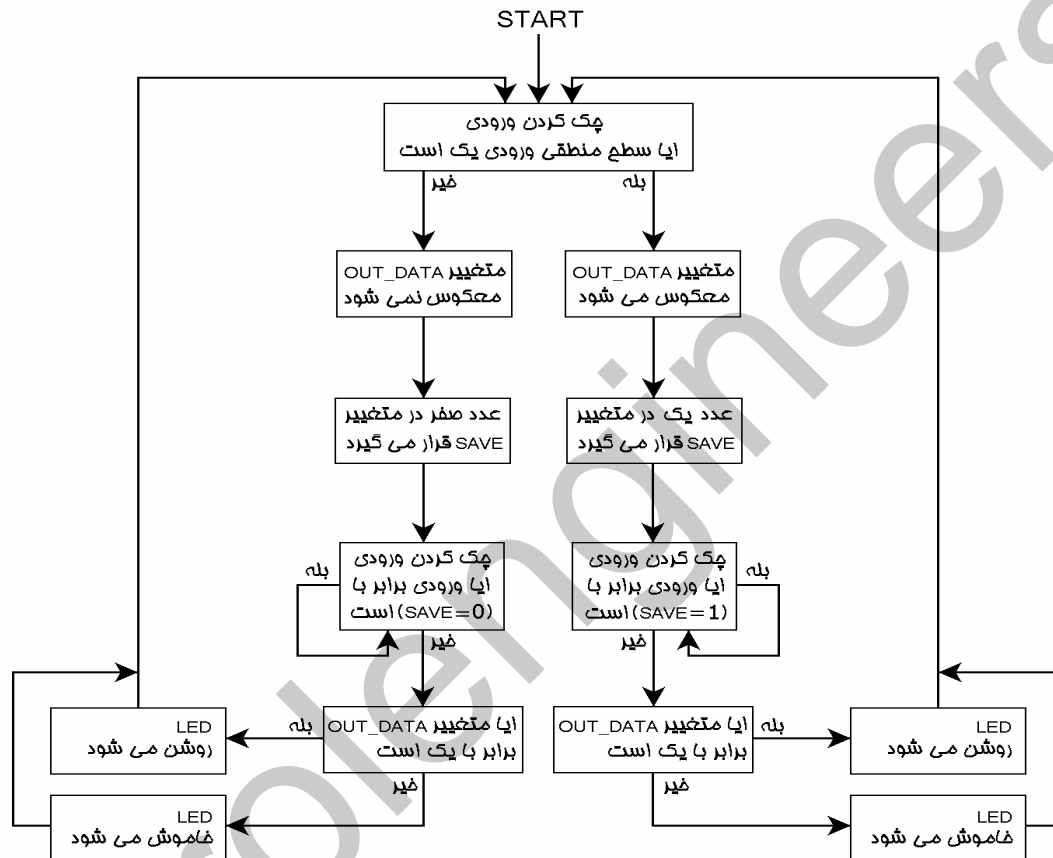 START
چک کردن ورودی
ایا سطح منطقی ورودی یک است
خیر
بله
متغییر OUT_DATA
معکوس نمی شود
متغییر OUT_DATA
معکوس می شود
عدد صفر در متغییر
SAVE قرار می گیرد
عدد یک در متغییر
SAVE قرار می گیرد
چک کردن ورودی
ایا ورودی برابر با
(SAVE=0) است
بله
خیر
چک کردن ورودی
ایا ورودی برابر با
(SAVE=1) است
بله
خیر
ایا متغییر OUT_DATA
برابر با یک است
بله
خیر
ایا متغییر OUT_DATA
برابر با یک است
بله
خیر
LED
روشن می شود
LED
روشن می شود
LED
خاموش می شود
LED
خاموش می شود
olengineers